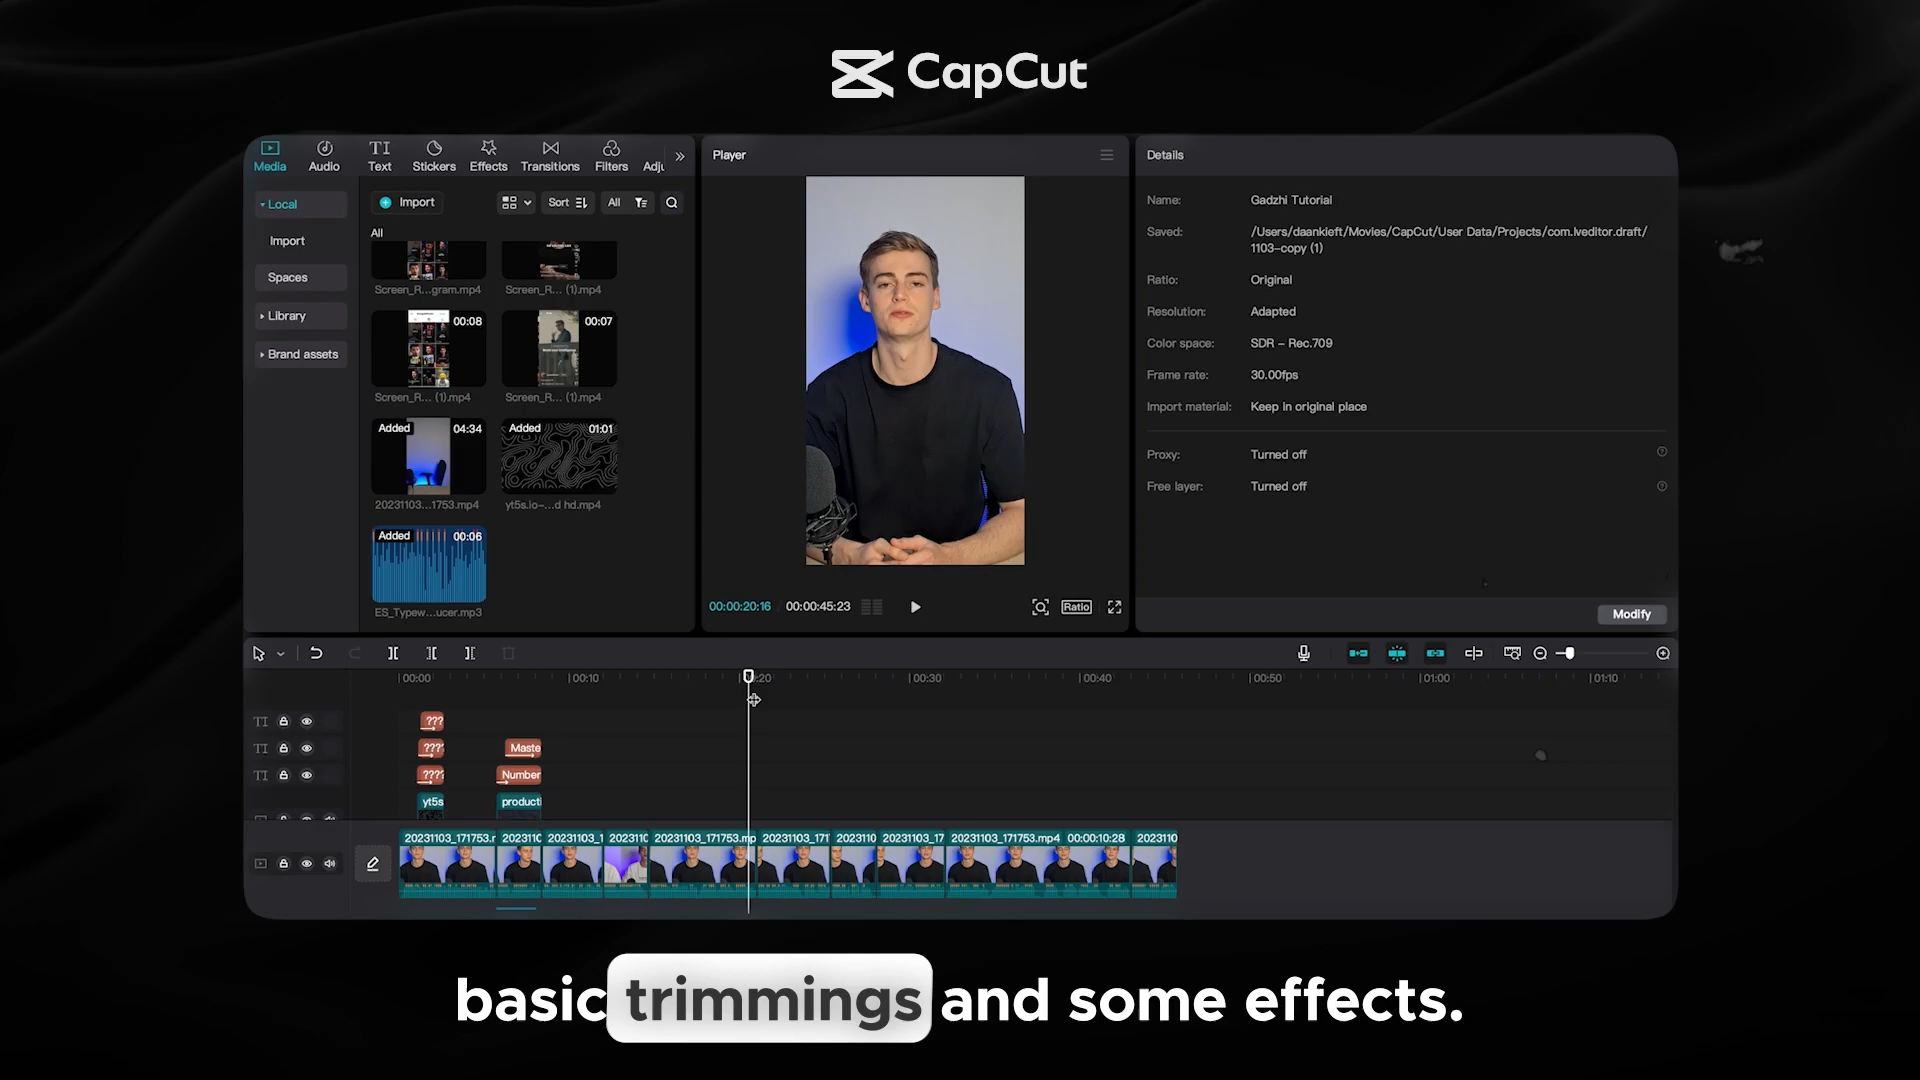 CapCut
Media
Audio
Text
Stickers
Effects
Transitions
Filters
Player
Details
Local
Import
Sort
All
Import
Spaces
Library
Brand assets
All
Screen_R...gram.mp4
Screen_R... (1).mp4
00:08
00:07
Screen_R... (1).mp4
Screen_R... (1).mp4
Added
04:34
Added
01:01
20231103...1753.mp4
yt5s.io-...d hd.mp4
Added
00:06
ES_Typew...ucer.mp3
00:00:20:16
00:00:45:23
Ratio
Name:
Gadzhi Tutorial
Saved:
/Users/daankieft/Movies/CapCut/User Data/Projects/com.lveditor.draft/
1103-copy (1)
Ratio:
Original
Resolution:
Adapted
Color space:
SDR – Rec.709
Frame rate:
30.00fps
Import material:
Keep in original place
Proxy:
Turned off
Free layer:
Turned off
Modify
00:00
00:10
00:30
00:40
00:50
01:00
01:10
TI
???
TI
????
Maste
TI
????
Number
yt5s
producti
20231103_171753.r
2023110
20231103_1
202311
20231103_171753.mp
20231103_171
2023110
20231103_17
20231103_171753.mp4 00:00:10:28
2023110
basic trimmings and some effects.